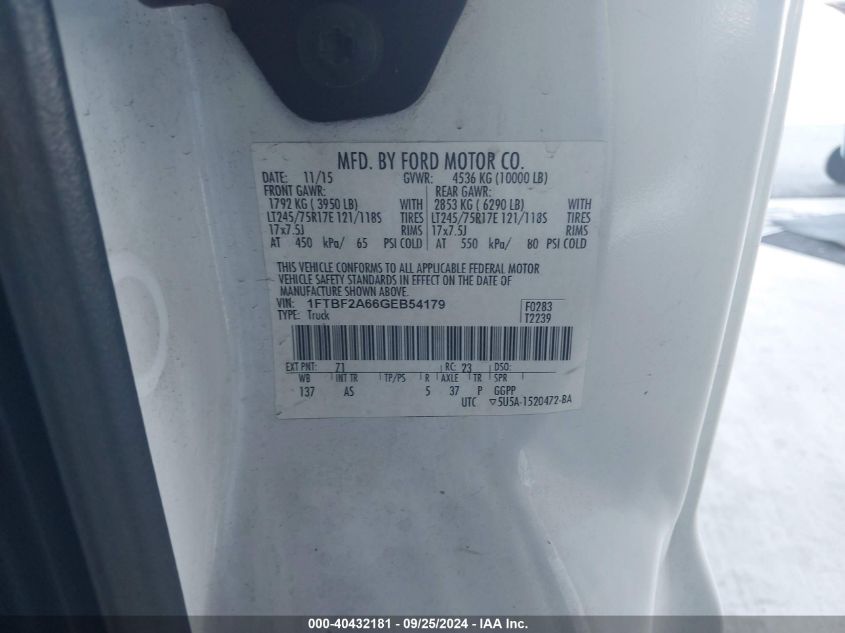 MFD. BY FORD MOTOR CO.
DATE: 11/15 GVWR: 4536 KG (10000 LB)
FRONT GAWR: REAR GAWR:
1792 KG ( 3950 LB) WITH 2853 KG ( 6290 LB) WITH
LT245/75R17E 121/118S TIRES LT245/75R17E 121/118S TIRES
17x7.5J RIMS 17x7.5J RIMS
AT 450 kPa/ 65 PSI COLD AT 550 kPa/ 80 PSI COLD
THIS VEHICLE CONFORMS TO ALL APPLICABLE FEDERAL MOTOR
VEHICLE SAFETY STANDARDS IN EFFECT ON THE DATE OF
MANUFACTURE SHOWN ABOVE.
VIN: 1FTBF2A66GEB54179 F0283
TYPE: Truck T2239
EXT PNT: Z1 RC: 23 DSO:
WB INT TR TP/PS R AXLE TR SPR
137 AS 5 37 P GGPP
UTC ▽5U5A-1520472-BA
000-40432181 - 09/25/2024 - IAA Inc.